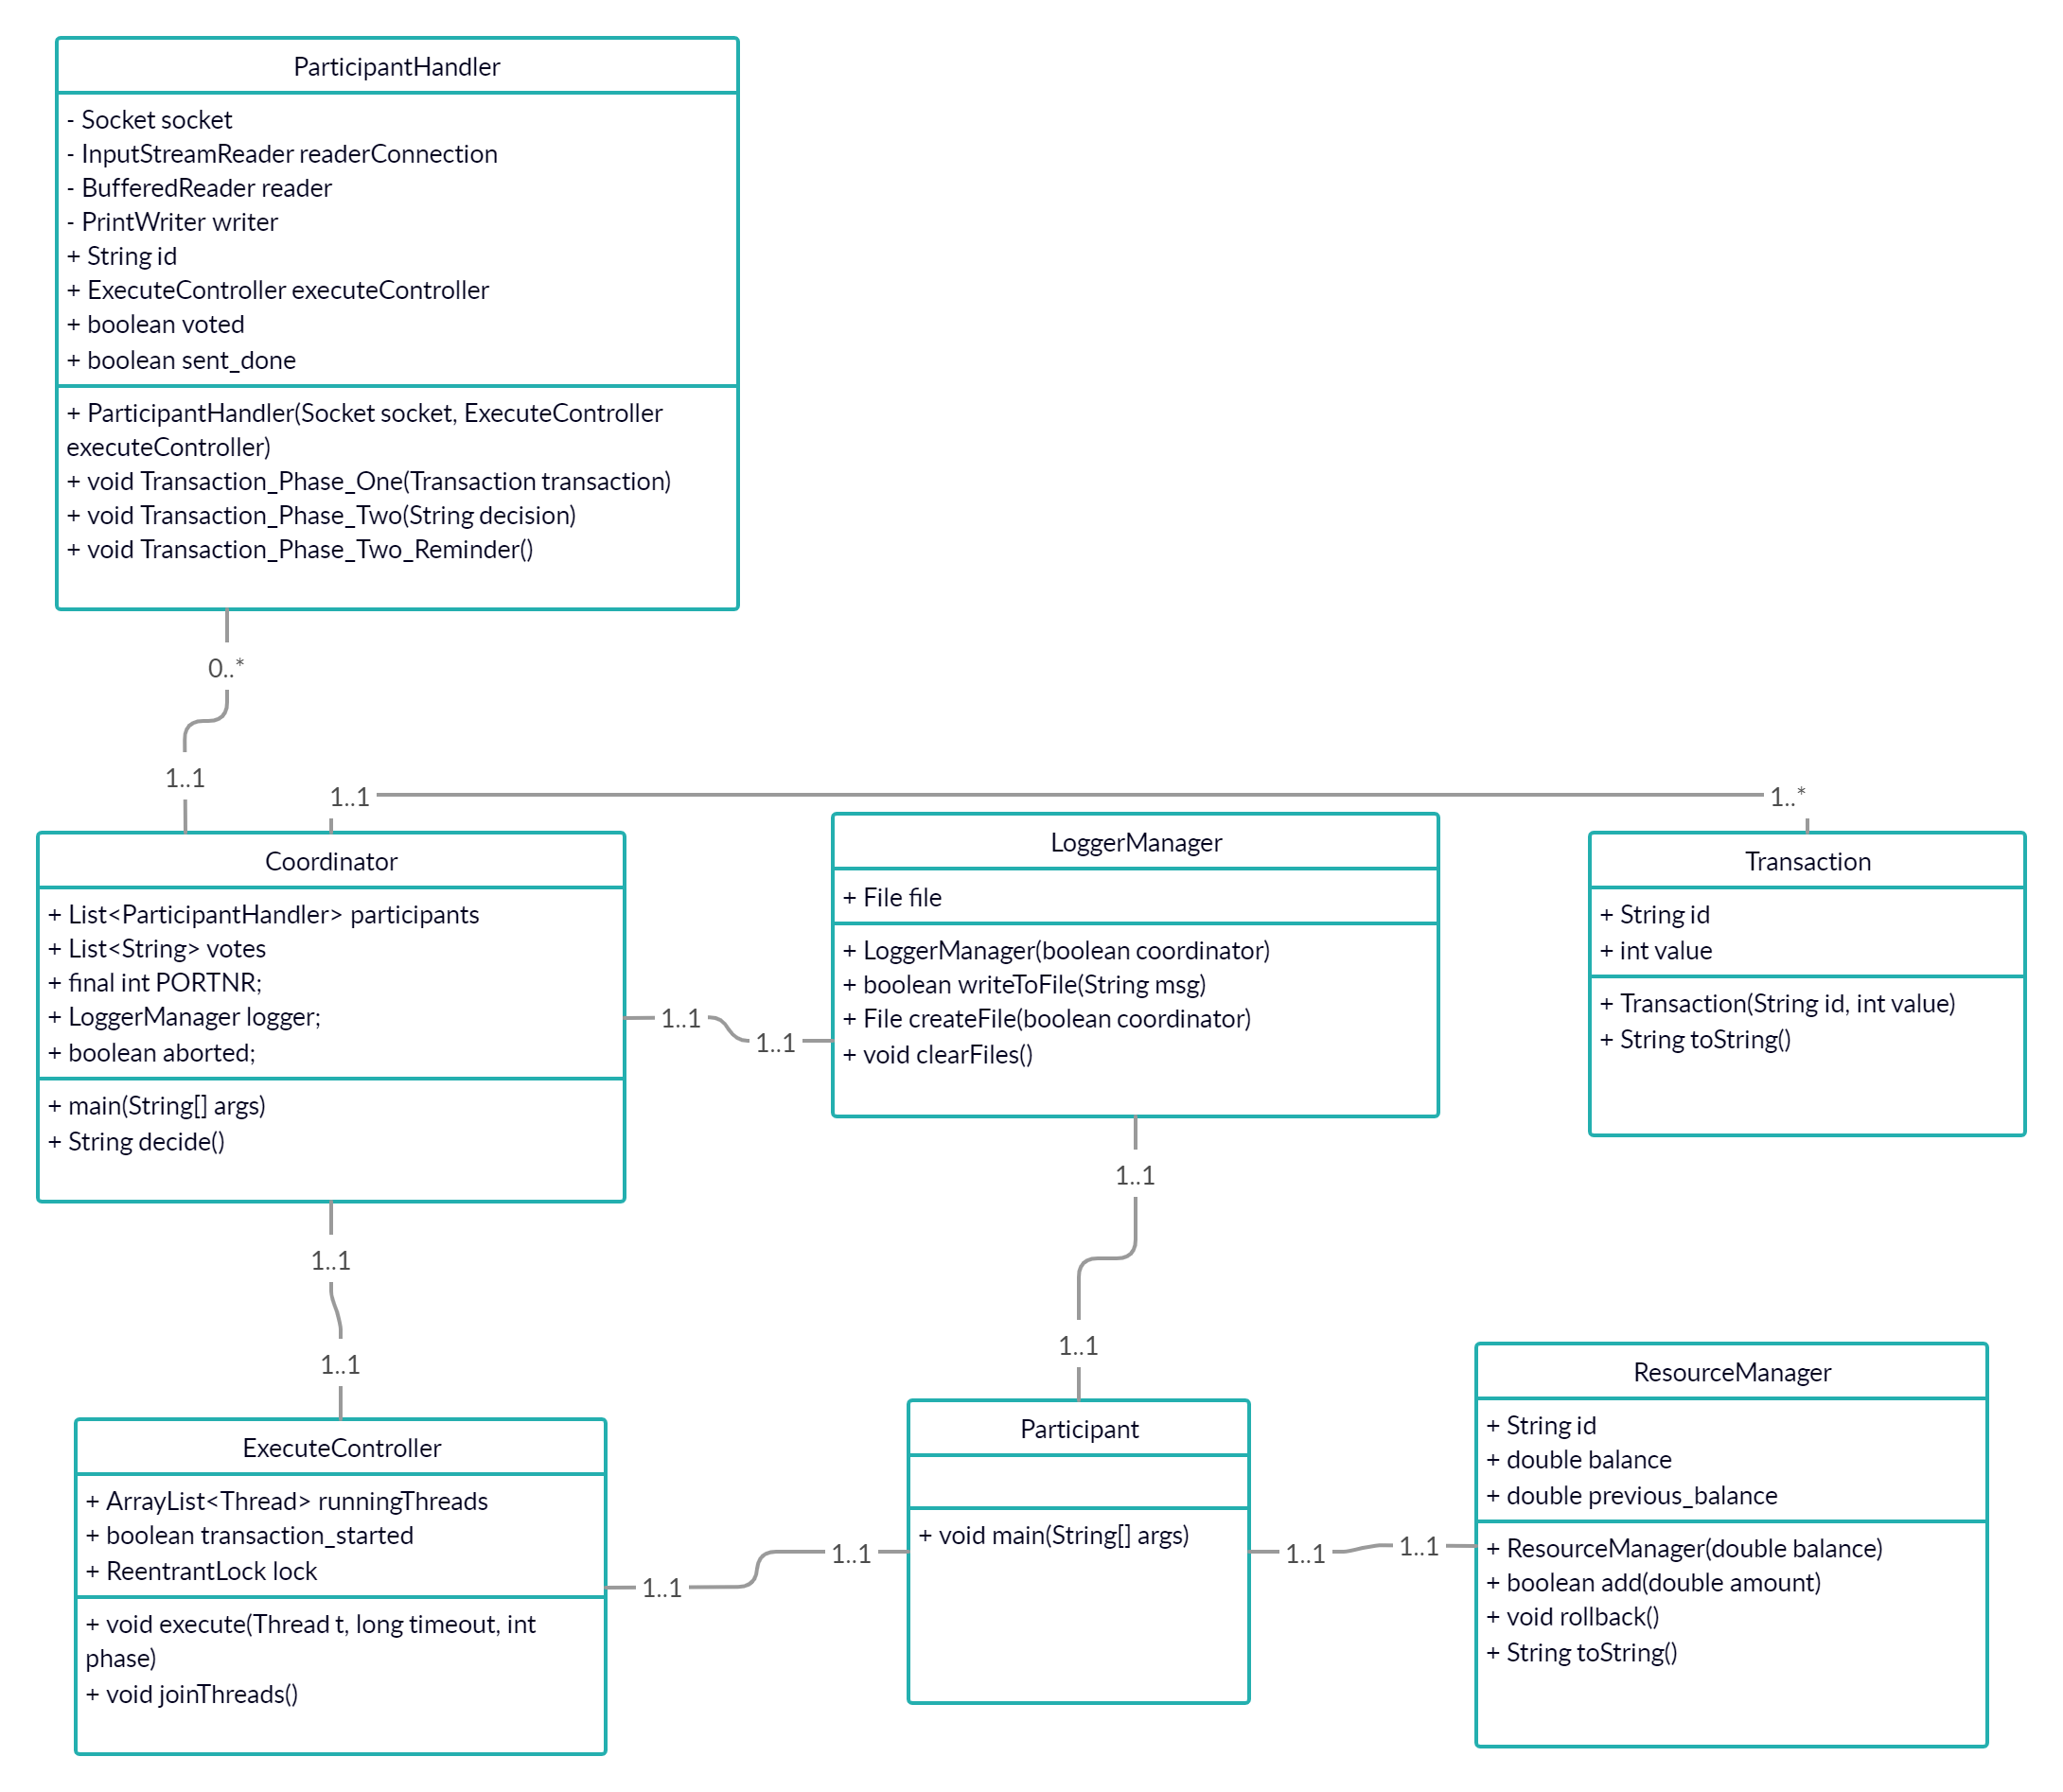 ParticipantHandler
- Socket socket
- InputStreamReader readerConnection
- BufferedReader reader
- PrintWriter writer
+ String id
+ ExecuteController executeController
+ boolean voted
+ boolean sent_done
+ ParticipantHandler(Socket socket, ExecuteController
executeController)
+ void Transaction_Phase_One(Transaction transaction)
+ void Transaction_Phase_Two(String decision)
+ void Transaction_Phase_Two_Reminder()
0..*
1..1
1..1
1..*
Coordinator
+ List<ParticipantHandler> participants
+ List<String> votes
+ final int PORTNR;
+ LoggerManager logger;
+ boolean aborted;
+ main(String[] args)
+ String decide()
1..1
1..1
LoggerManager
+ File file
+ LoggerManager(boolean coordinator)
+ boolean writeToFile(String msg)
+ File createFile(boolean coordinator)
+ void clearFiles()
Transaction
+ String id
+ int value
+ Transaction(String id, int value)
+ String toString()
1..1
1..1
1..1
1..1
ExecuteController
+ ArrayList<Thread> runningThreads
+ boolean transaction_started
+ ReentrantLock lock
+ void execute(Thread t, long timeout, int
phase)
+ void joinThreads()
1..1
1..1
Participant
+ void main(String[] args)
1..1
1..1
ResourceManager
+ String id
+ double balance
+ double previous_balance
+ ResourceManager(double balance)
+ boolean add(double amount)
+ void rollback()
+ String toString()